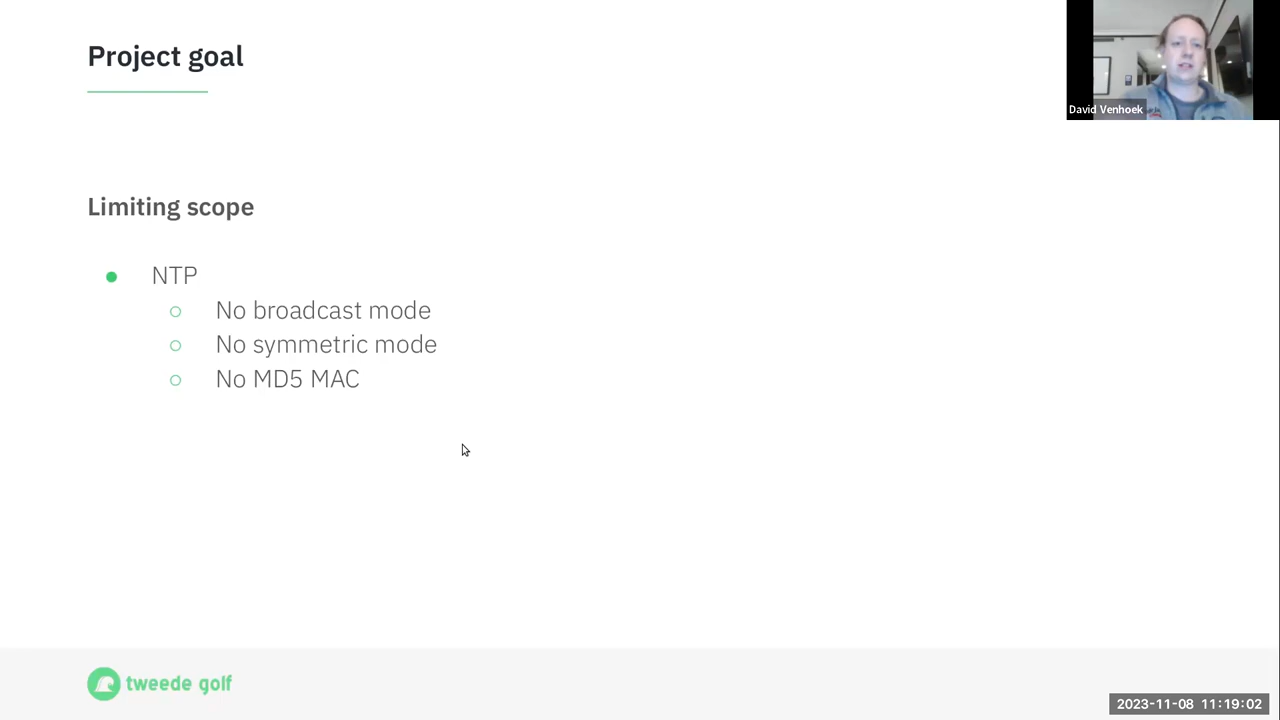 Project goal
David Venhoek
Limiting scope
NTP
No broadcast mode
No symmetric mode
No MD5 MAC
tweede golf
2023-11-08 11:19:02